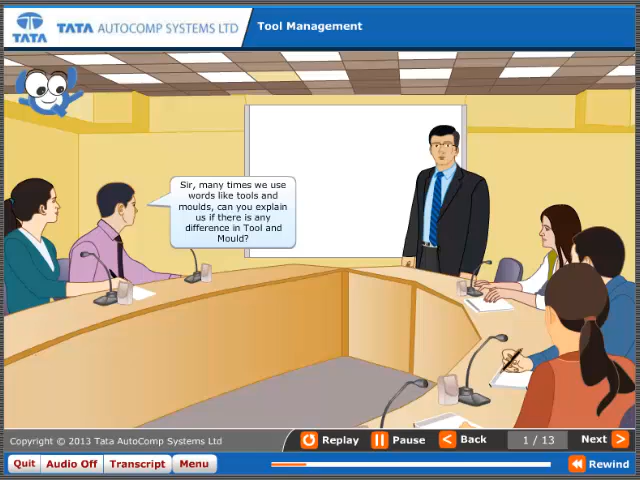 TATA
TATA AUTOCOMP SYSTEMS LTD
Tool Management
Sir, many times we use
words like tools and
moulds, can you explain
us if there is any
difference in Tool and
Mould?
Copyright © 2013 Tata AutoComp Systems Ltd
Replay
Pause
Back
1 / 13
Next
Quit
Audio Off
Transcript
Menu
Rewind